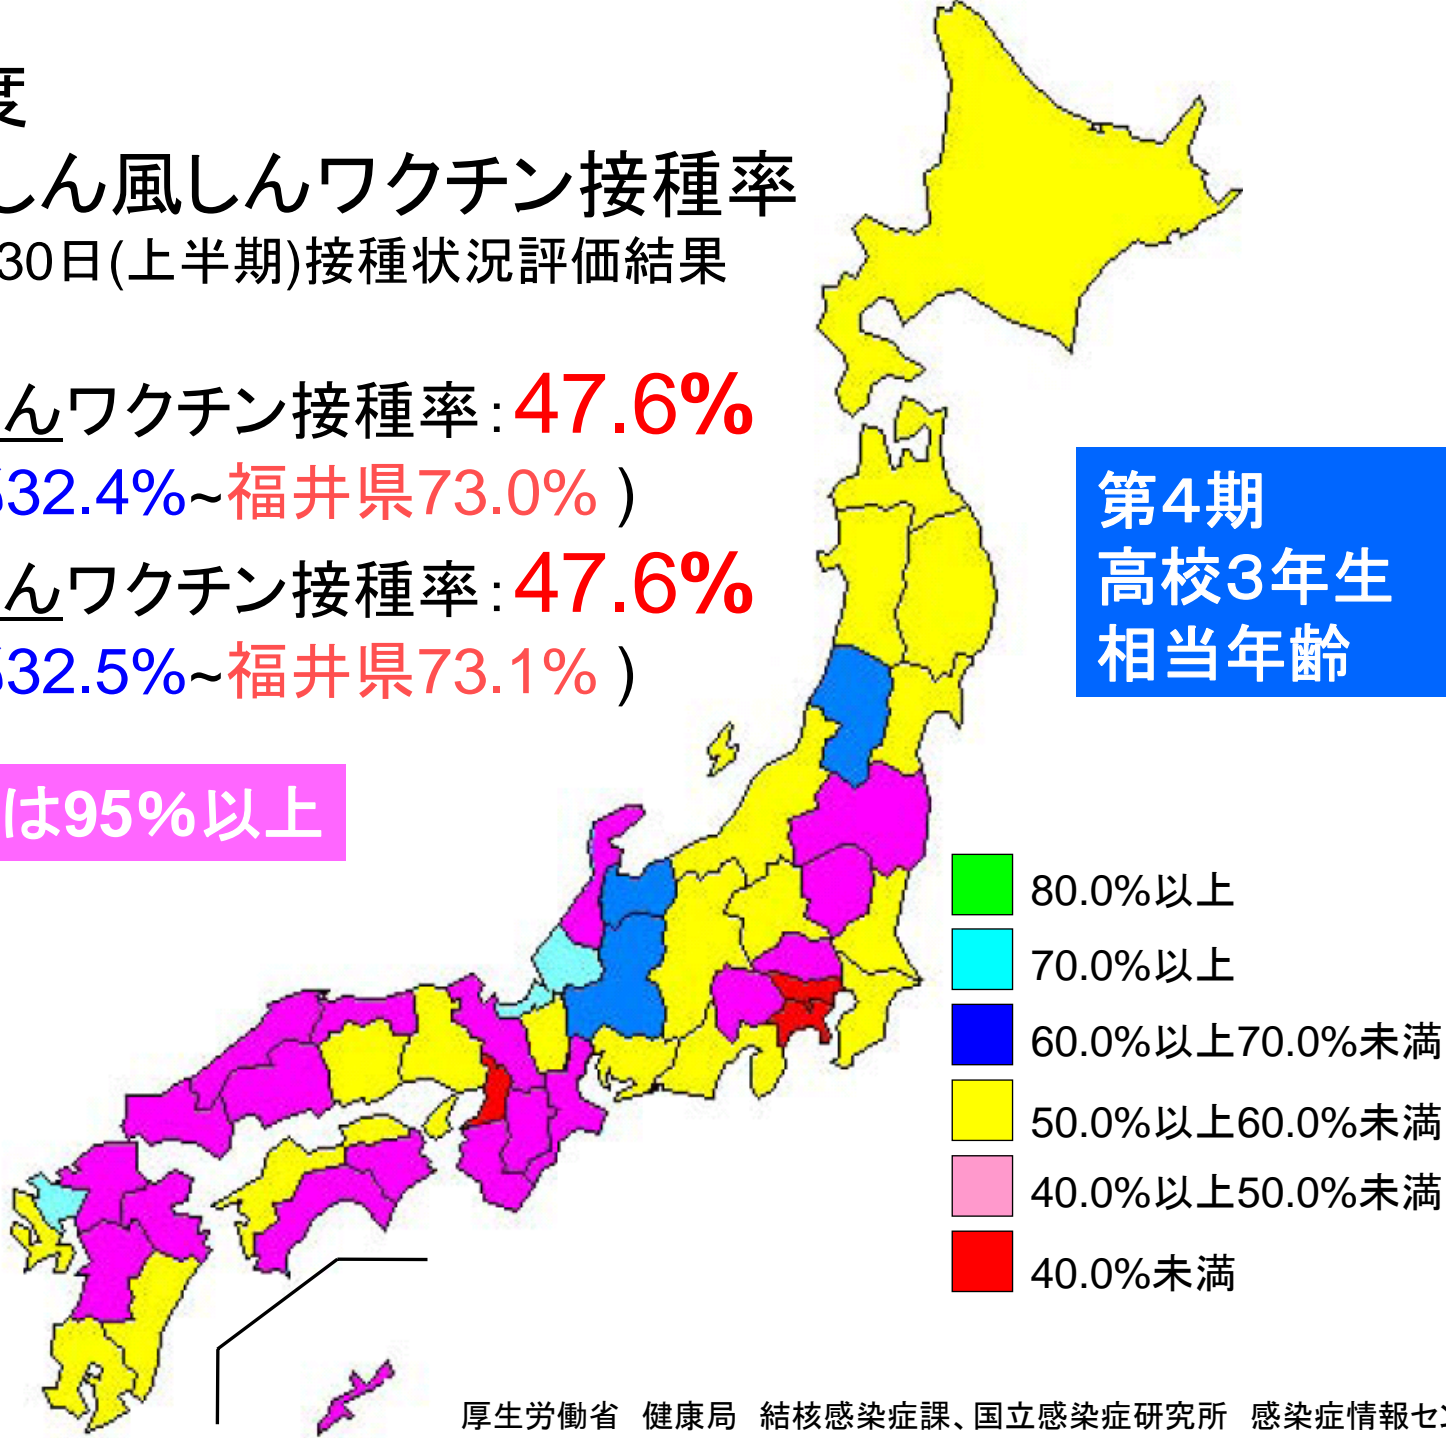 度
しん風しんワクチン接種率
30日(上半期)接種状況評価結果
んワクチン接種率:47.6%
32.4%~福井県73.0% )
んワクチン接種率:47.6%
32.5%~福井県73.1% )
は95%以上
第4期
高校3年生
相当年齢
80.0%以上
70.0%以上
60.0%以上70.0%未満
50.0%以上60.0%未満
40.0%以上50.0%未満
40.0%未満
厚生労働省 健康局 結核感染症課、国立感染症研究所 感染症情報セ